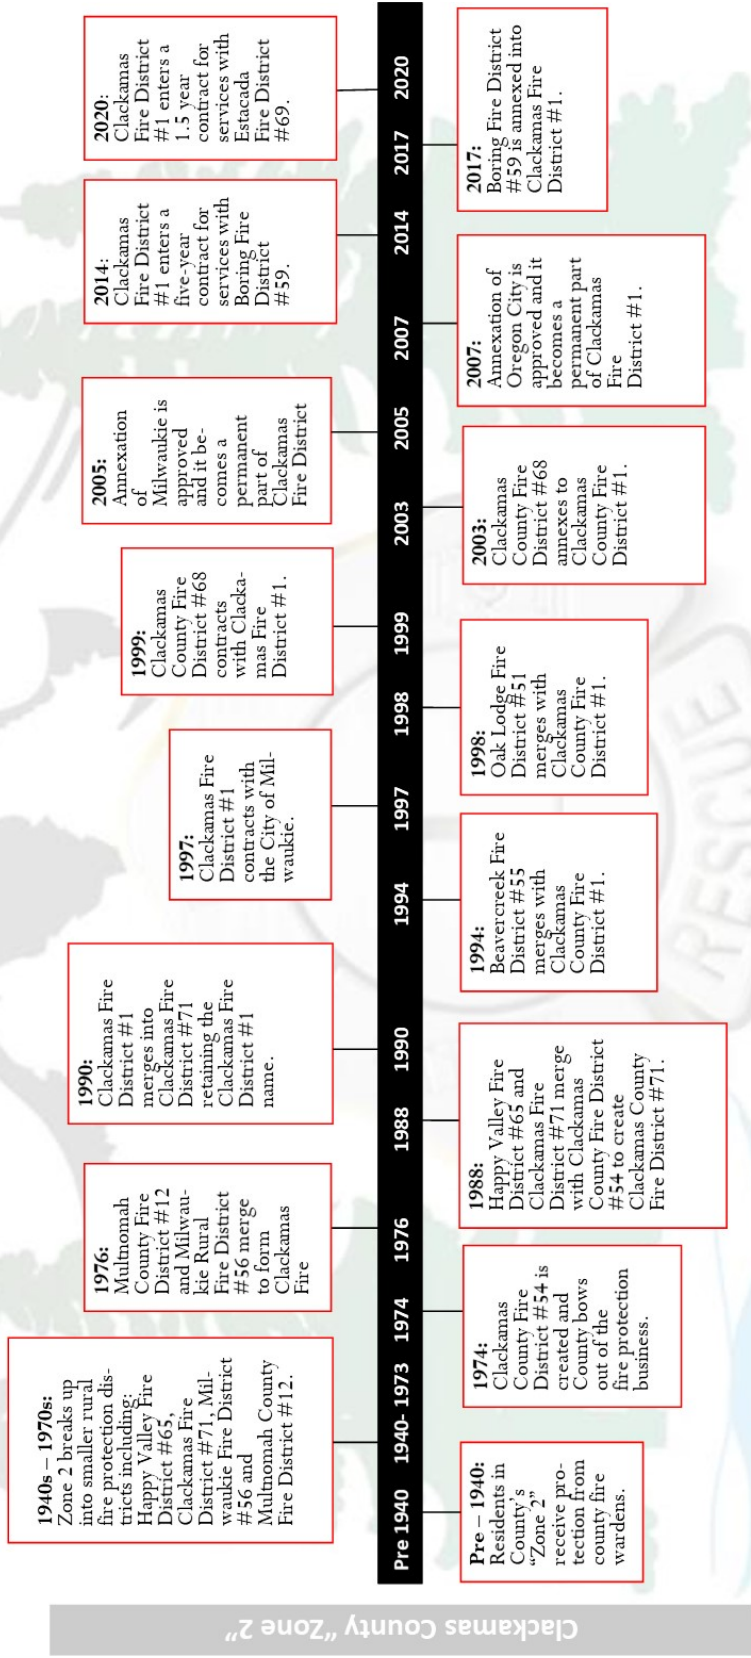 Clackamas County “Zone 2”
1940s – 1970s:
Zone 2 breaks up
into smaller rural
fire protection dis-
tricts including:
Happy Valley Fire
District #65,
Clackamas Fire
District #71, Mil-
waukie Fire District
#56 and
Multnomah County
Fire District #12.
1976:
Multnomah
County Fire
District #12
and Milwau-
kie Rural
Fire District
#56 merge
to form
Clackamas
Fire
1990:
Clackamas Fire
District #1
merges into
Clackamas Fire
District #71
retaining the
Clackamas Fire
District #1
name.
1997:
Clackamas Fire
District #1
contracts with
the City of Mil-
waukie.
1999:
Clackamas
County Fire
District #68
contracts
with Clacka-
mas Fire
District #1.
2005:
Annexation
of
Milwaukie is
approved
and it be-
comes a
permanent
part of
Clackamas
Fire District
2014:
Clackamas
Fire District
#1 enters a
five-year
contract for
services with
Boring Fire
District
#59.
2020:
Clackamas
Fire District
#1 enters a
1.5 year
contract for
services with
Estacada
Fire District
#69.
Pre 1940 1940- 1973 1974 1976 1988 1990 1994 1997 1998 1999 2003 2005 2007 2014 2017 2020
Pre – 1940:
Residents in
County’s
“Zone 2”
receive pro-
tection from
county fire
wardens.
1974:
Clackamas
County Fire
District #54 is
created and
County bows
out of the
fire protection
business.
1988:
Happy Valley Fire
District #65 and
Clackamas Fire
District #71 merge
with Clackamas
County Fire District
#54 to create
Clackamas County
Fire District #71.
1994:
Beavercreek Fire
District #55
merges with
Clackamas
County Fire
District #1.
1998:
Oak Lodge Fire
District #51
merges with
Clackamas
County Fire
District #1.
2003:
Clackamas
County Fire
District #68
annexes to
Clackamas
County Fire
District #1.
2007:
Annexation of
Oregon City is
approved and it
becomes a
permanent part
of Clackamas
Fire
District #1.
2017:
Boring Fire District
#59 is annexed into
Clackamas Fire
District #1.
RESCUE